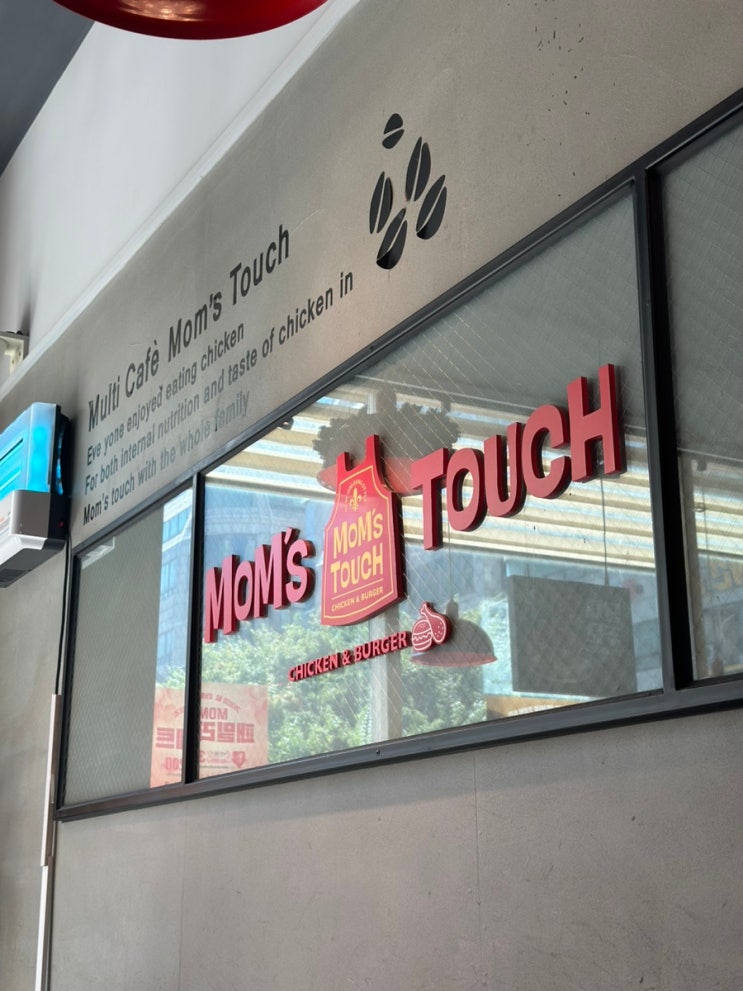 Multi Cafè Mom's Touch
Eve yone enjoyed eating chicken
For both internal nutrition and taste of chicken in
Mom's touch with the whole family
MOM'S
MOM'S
TOUCH
CHICKEN & BURGER
TOUCH
CHICKEN & BURGER
MOM